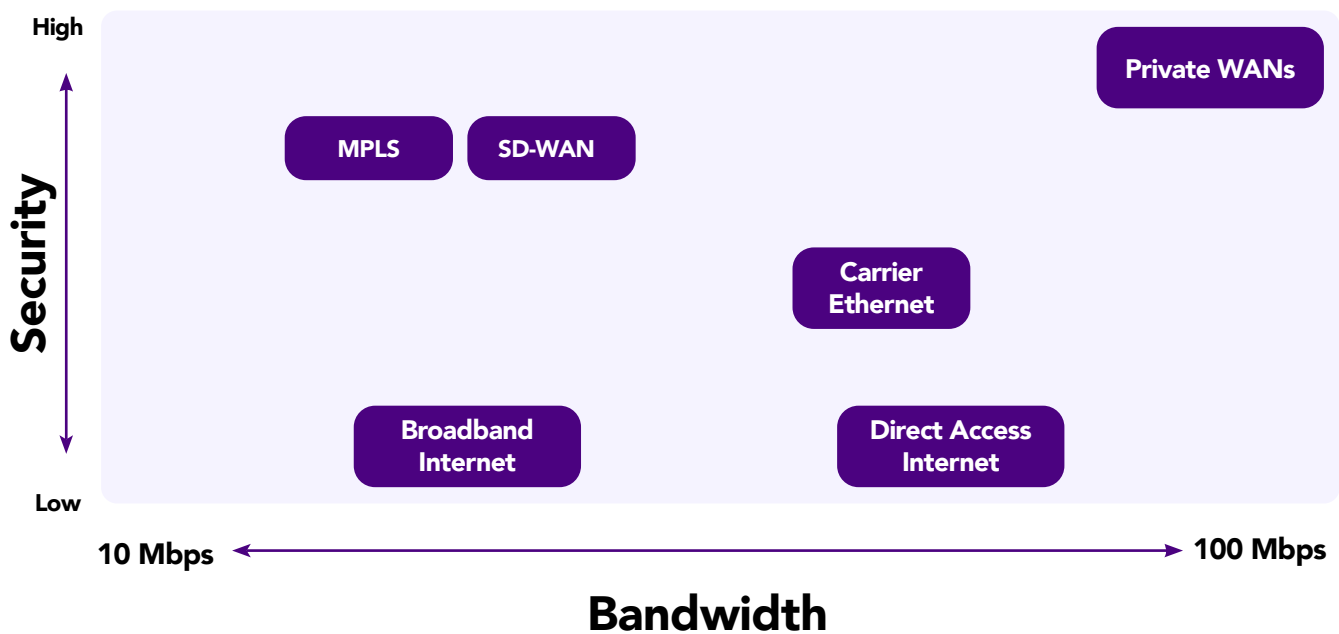 High
Private WANs
MPLS
SD-WAN
Security
Carrier
Ethernet
Broadband
Internet
Direct Access
Internet
Low
10 Mbps
100 Mbps
Bandwidth